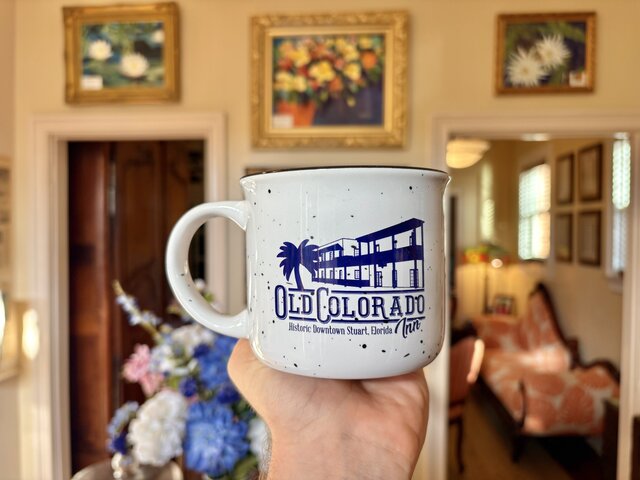 OLD COLORADO
Inn
Historic Downtown Stuart, Florida